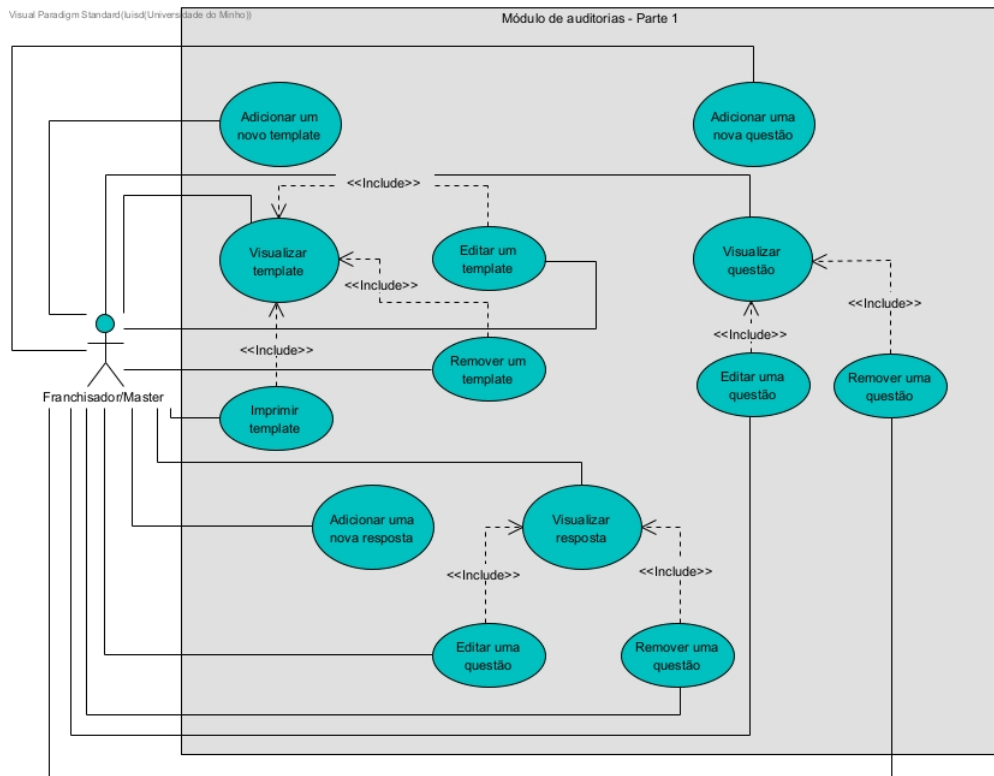 Visual Paradigm Standard(luisd(Universidade do Minho))
Módulo de auditorias - Parte 1
Adicionar um
novo template
Adicionar uma
nova questão
<<Include>>
Visualizar
template
Editar um
template
Visualizar
questão
<<Include>>
<<Include>>
<<Include>>
<<Include>>
Remover um
template
Editar uma
questão
Remover uma
questão
Franchisador/Master
Imprimir
template
Adicionar uma
nova resposta
Visualizar
resposta
<<Include>>
<<Include>>
Editar uma
questão
Remover uma
questão